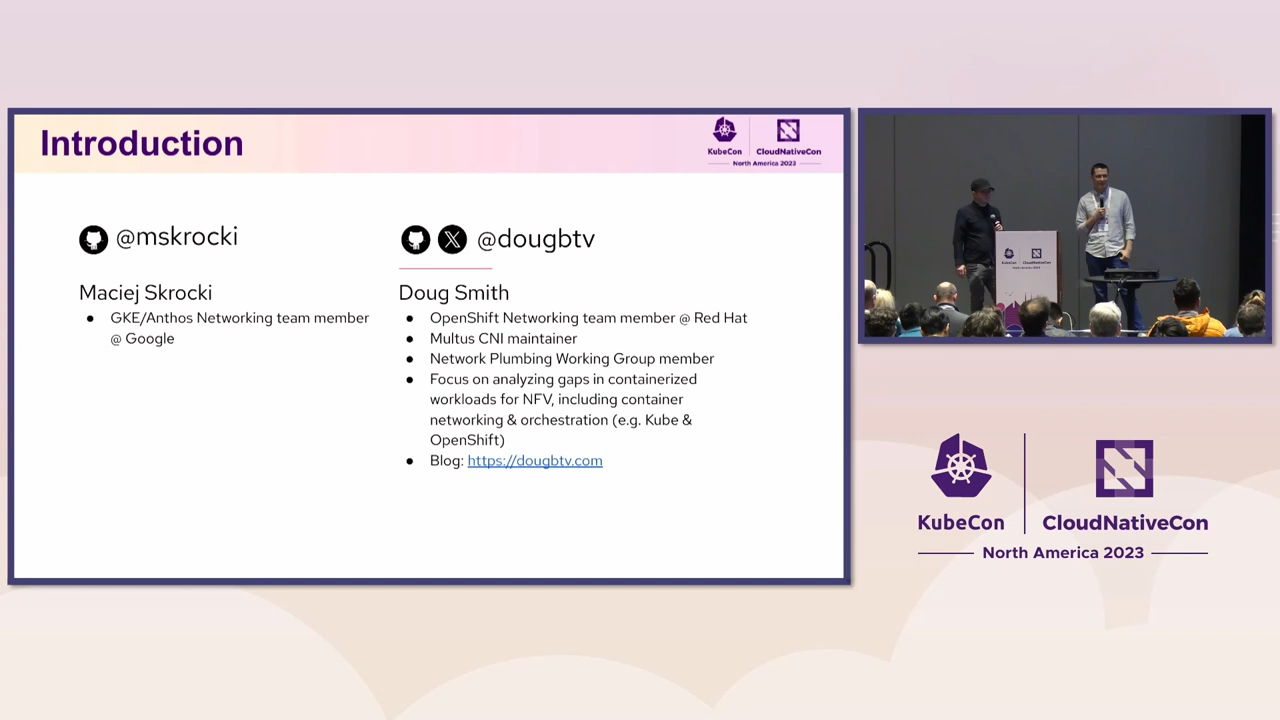 Introduction
KubeCon
CloudNativeCon
North America 2023
@mskrocki
Maciej Skrocki
● GKE/Anthos Networking team member
@ Google
@dougbtv
Doug Smith
● OpenShift Networking team member @ Red Hat
● Multus CNI maintainer
● Network Plumbing Working Group member
● Focus on analyzing gaps in containerized
workloads for NFV, including container
networking & orchestration (e.g. Kube &
OpenShift)
● Blog: https://dougbtv.com
KubeCon
CloudNativeCon
KubeCon
CloudNativeCon
North America 2023